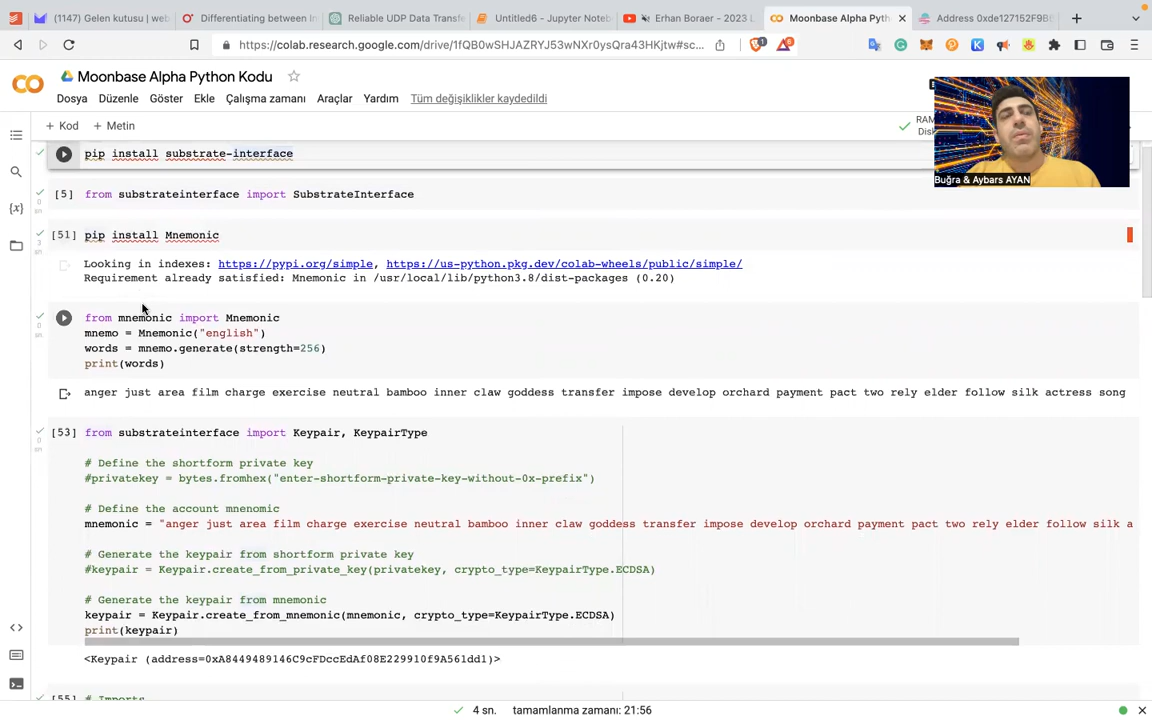 (1147) Gelen kutusu | web
Differentiating between In
Reliable UDP Data Transfe
Untitled6 - Jupyter Noteb
Erhan Boraer - 2023 L
Moonbase Alpha Pyth
Address 0xde127152F9BE
https://colab.research.google.com/drive/1fQB0wSHJAZRYJ53wNXr0ysQra43HKjtw#sc...
Moonbase Alpha Python Kodu
Dosya Düzenle Göster Ekle Çalışma zamanı Araçlar Yardım Tüm değişiklikler kaydedildi
+ Kod + Metin
RAM
Disk
Buğra & Aybars AYAN
pip install substrate-interface
[5] from substrateinterface import SubstrateInterface
[51] pip install Mnemonic
Looking in indexes: https://pypi.org/simple, https://us-python.pkg.dev/colab-wheels/public/simple/
Requirement already satisfied: Mnemonic in /usr/local/lib/python3.8/dist-packages (0.20)
from mnemonic import Mnemonic
mnemo = Mnemonic("english")
words = mnemo.generate(strength=256)
print(words)
anger just area film charge exercise neutral bamboo inner claw goddess transfer impose develop orchard payment pact two rely elder follow silk actress song
[53] from substrateinterface import Keypair, KeypairType
# Define the shortform private key
#privatekey = bytes.fromhex("enter-shortform-private-key-without-0x-prefix")
# Define the account mnenomic
mnemonic = "anger just area film charge exercise neutral bamboo inner claw goddess transfer impose develop orchard payment pact two rely elder follow silk a
# Generate the keypair from shortform private key
#keypair = Keypair.create_from_private_key(privatekey, crypto_type=KeypairType.ECDSA)
# Generate the keypair from mnemonic
keypair = Keypair.create_from_mnemonic(mnemonic, crypto_type=KeypairType.ECDSA)
print(keypair)
<Keypair (address=0xA8449489146C9cFDccEdAf08E229910f9A561dd1)>
[55] # Imports
4 sn. tamamlanma zamanı: 21:56